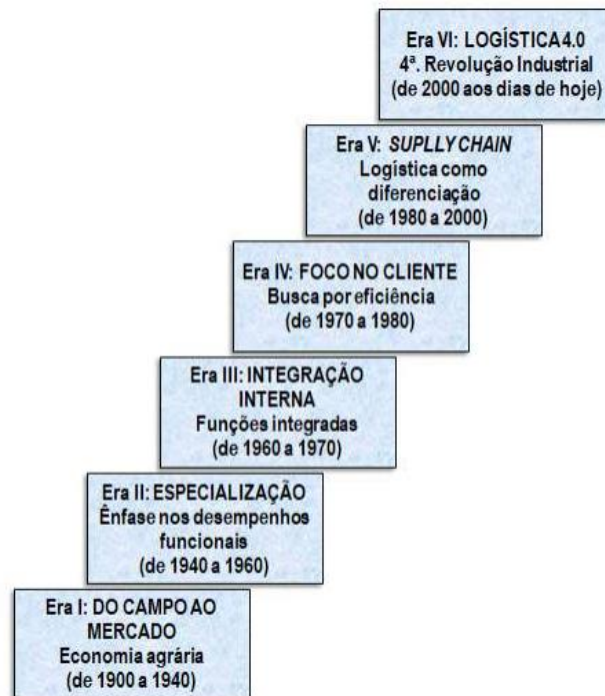 Era VI: LOGÍSTICA 4.0
4ª. Revolução Industrial
(de 2000 aos dias de hoje)
Era V: SUPLLY CHAIN
Logística como
diferenciação
(de 1980 a 2000)
Era IV: FOCO NO CLIENTE
Busca por eficiência
(de 1970 a 1980)
Era III: INTEGRAÇÃO
INTERNA
Funções integradas
(de 1960 a 1970)
Era II: ESPECIALIZAÇÃO
Ênfase nos desempenhos
funcionais
(de 1940 a 1960)
Era I: DO CAMPO AO
MERCADO
Economia agrária
(de 1900 a 1940)